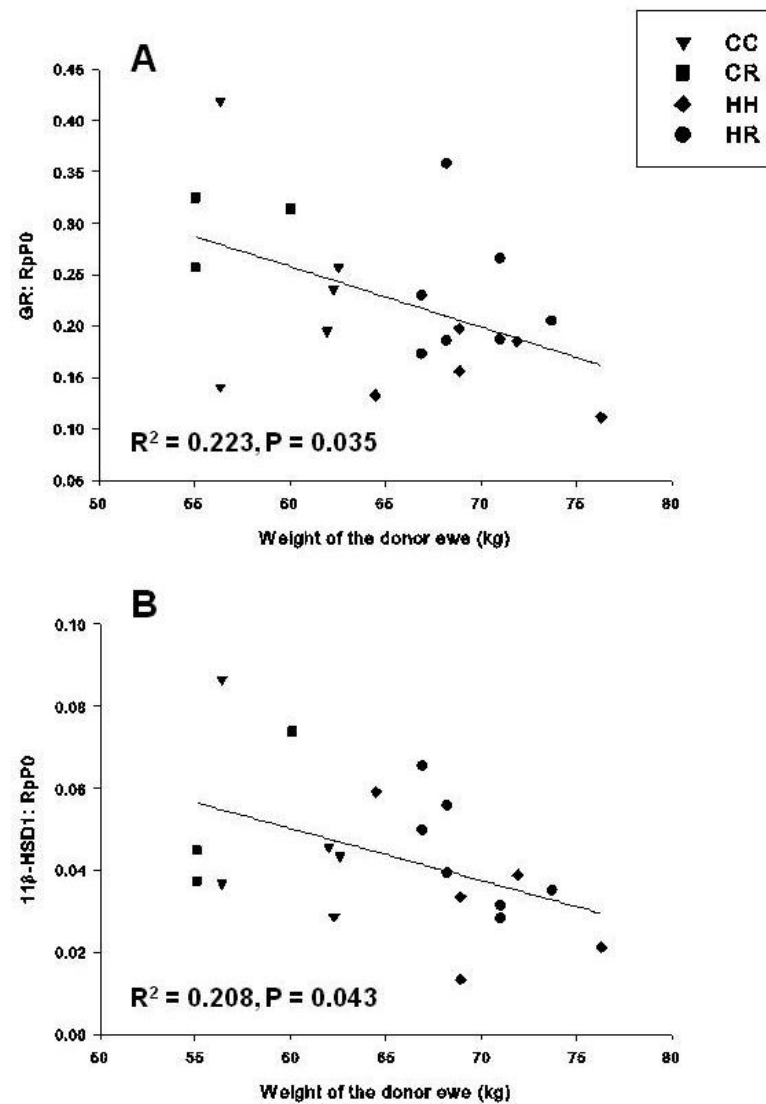 CC
CR
HH
HR
A
0.45
0.40
0.35
0.30
0.25
0.20
0.16
0.10
0.06
GR: RpP0
R² = 0.223, P = 0.035
50 55 60 65 70 75 80
Weight of the donor ewe (kg)
B
0.10
0.08
0.06
0.04
0.02
0.00
11β-HSD1: RpP0
R² = 0.208, P = 0.043
50 55 60 65 70 75 80
Weight of the donor ewe (kg)